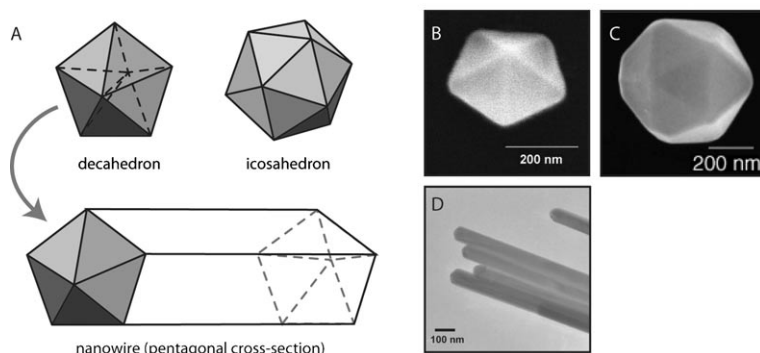 A
decahedron
icosahedron
nanowire (pentagonal cross-section)
B
200 nm
C
200 nm
D
100 nm